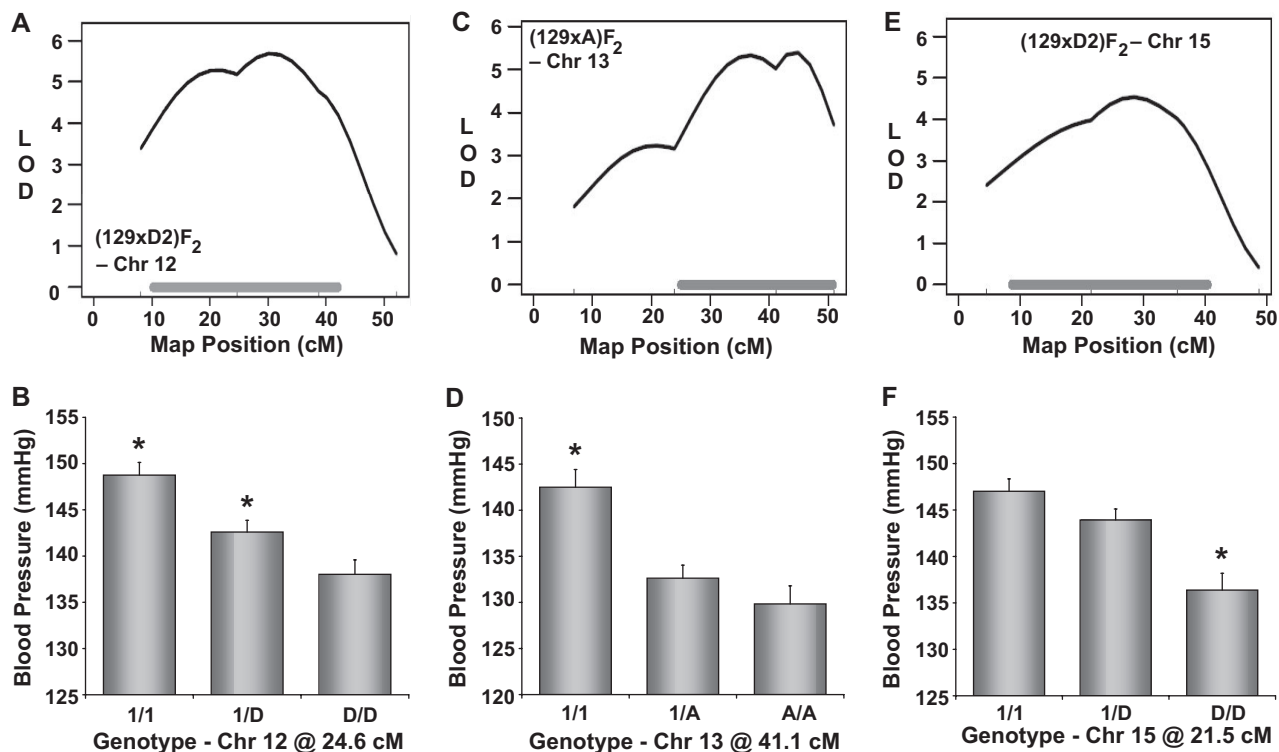 A
6
5
4
3
2
1
0
L
O
D
(129xD2)F2
– Chr 12
0 10 20 30 40 50
Map Position (cM)
C
6
5
4
3
2
1
0
L
O
D
(129xA)F2
– Chr 13
0 10 20 30 40 50
Map Position (cM)
E
6
5
4
3
2
1
0
L
O
D
(129xD2)F2 – Chr 15
0 10 20 30 40 50
Map Position (cM)
B
Blood Pressure (mmHg)
155
150
145
140
135
130
125
*
*
1/1 1/D D/D
Genotype - Chr 12 @ 24.6 cM
D
Blood Pressure (mmHg)
150
145
140
135
130
125
120
*
1/1 1/A A/A
Genotype - Chr 13 @ 41.1 cM
F
Blood Pressure (mmHg)
155
150
145
140
135
130
125
*
1/1 1/D D/D
Genotype - Chr 15 @ 21.5 cM